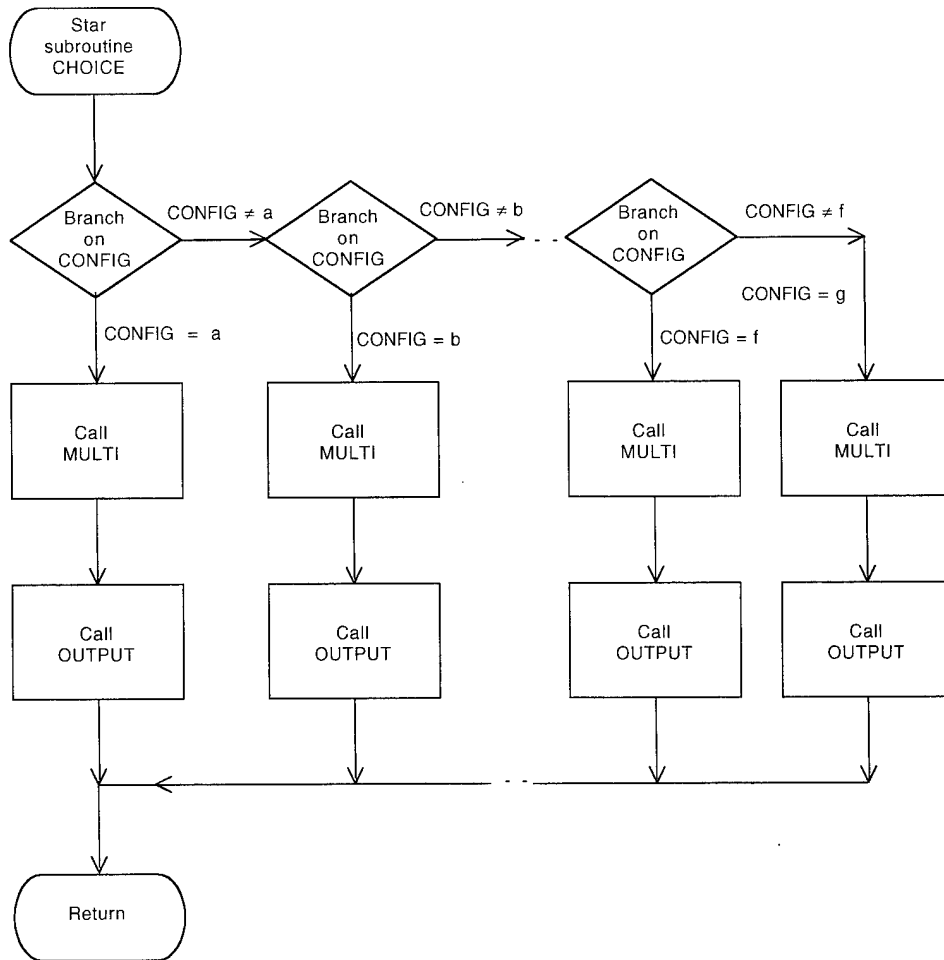 Star
subroutine
CHOICE
Branch
on
CONFIG
CONFIG ≠ a
Branch
on
CONFIG
CONFIG ≠ b
Branch
on
CONFIG
CONFIG ≠ f
CONFIG = a
CONFIG = b
CONFIG = f
CONFIG = g
Call
MULTI
Call
MULTI
Call
MULTI
Call
MULTI
Call
OUTPUT
Call
OUTPUT
Call
OUTPUT
Call
OUTPUT
Return